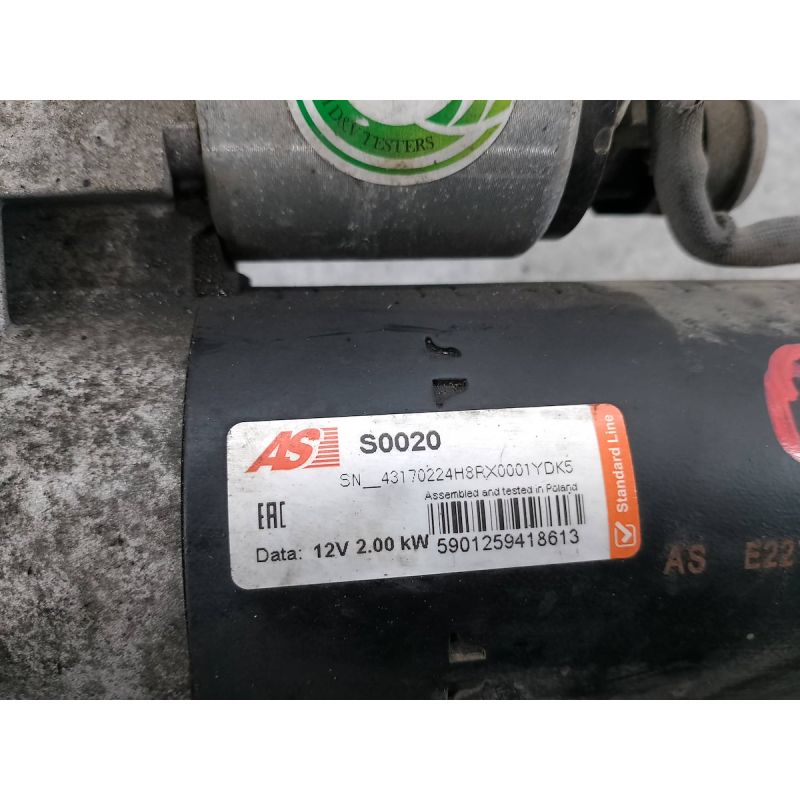 D&V TESTERS
AS S0020
SN__43170224H8RX0001YDK5
Assembled and tested in Poland
EAC
Data: 12V 2.00 kW
5901259418613
Standard Line
AS E22